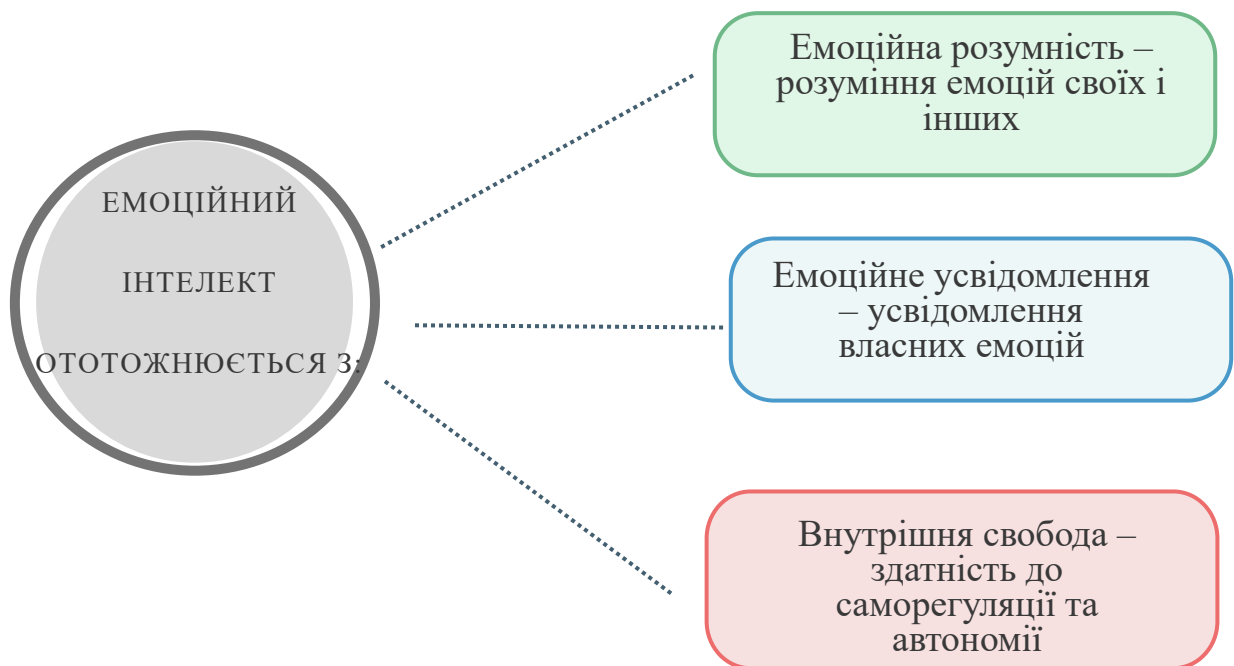 ЕМОЦІЙНИЙ
ІНТЕЛЕКТ
ОТОТОЖНЮЄТЬСЯ З:
Емоційна розумність –
розуміння емоцій своїх і
інших
Емоційне усвідомлення
– усвідомлення
власних емоцій
Внутрішня свобода –
здатність до
саморегуляції та
автономії